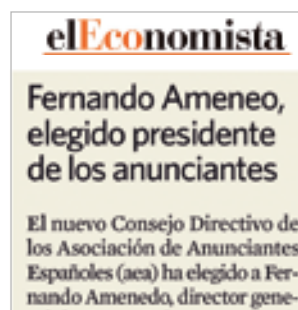 elEconomista
Fernando Ameneo,
elegido presidente
de los anunciantes
El nuevo Consejo Directivo de
los Asociación de Anunciantes
Españoles (aea) ha elegido a Fer-
nando Amenedo, director gene-